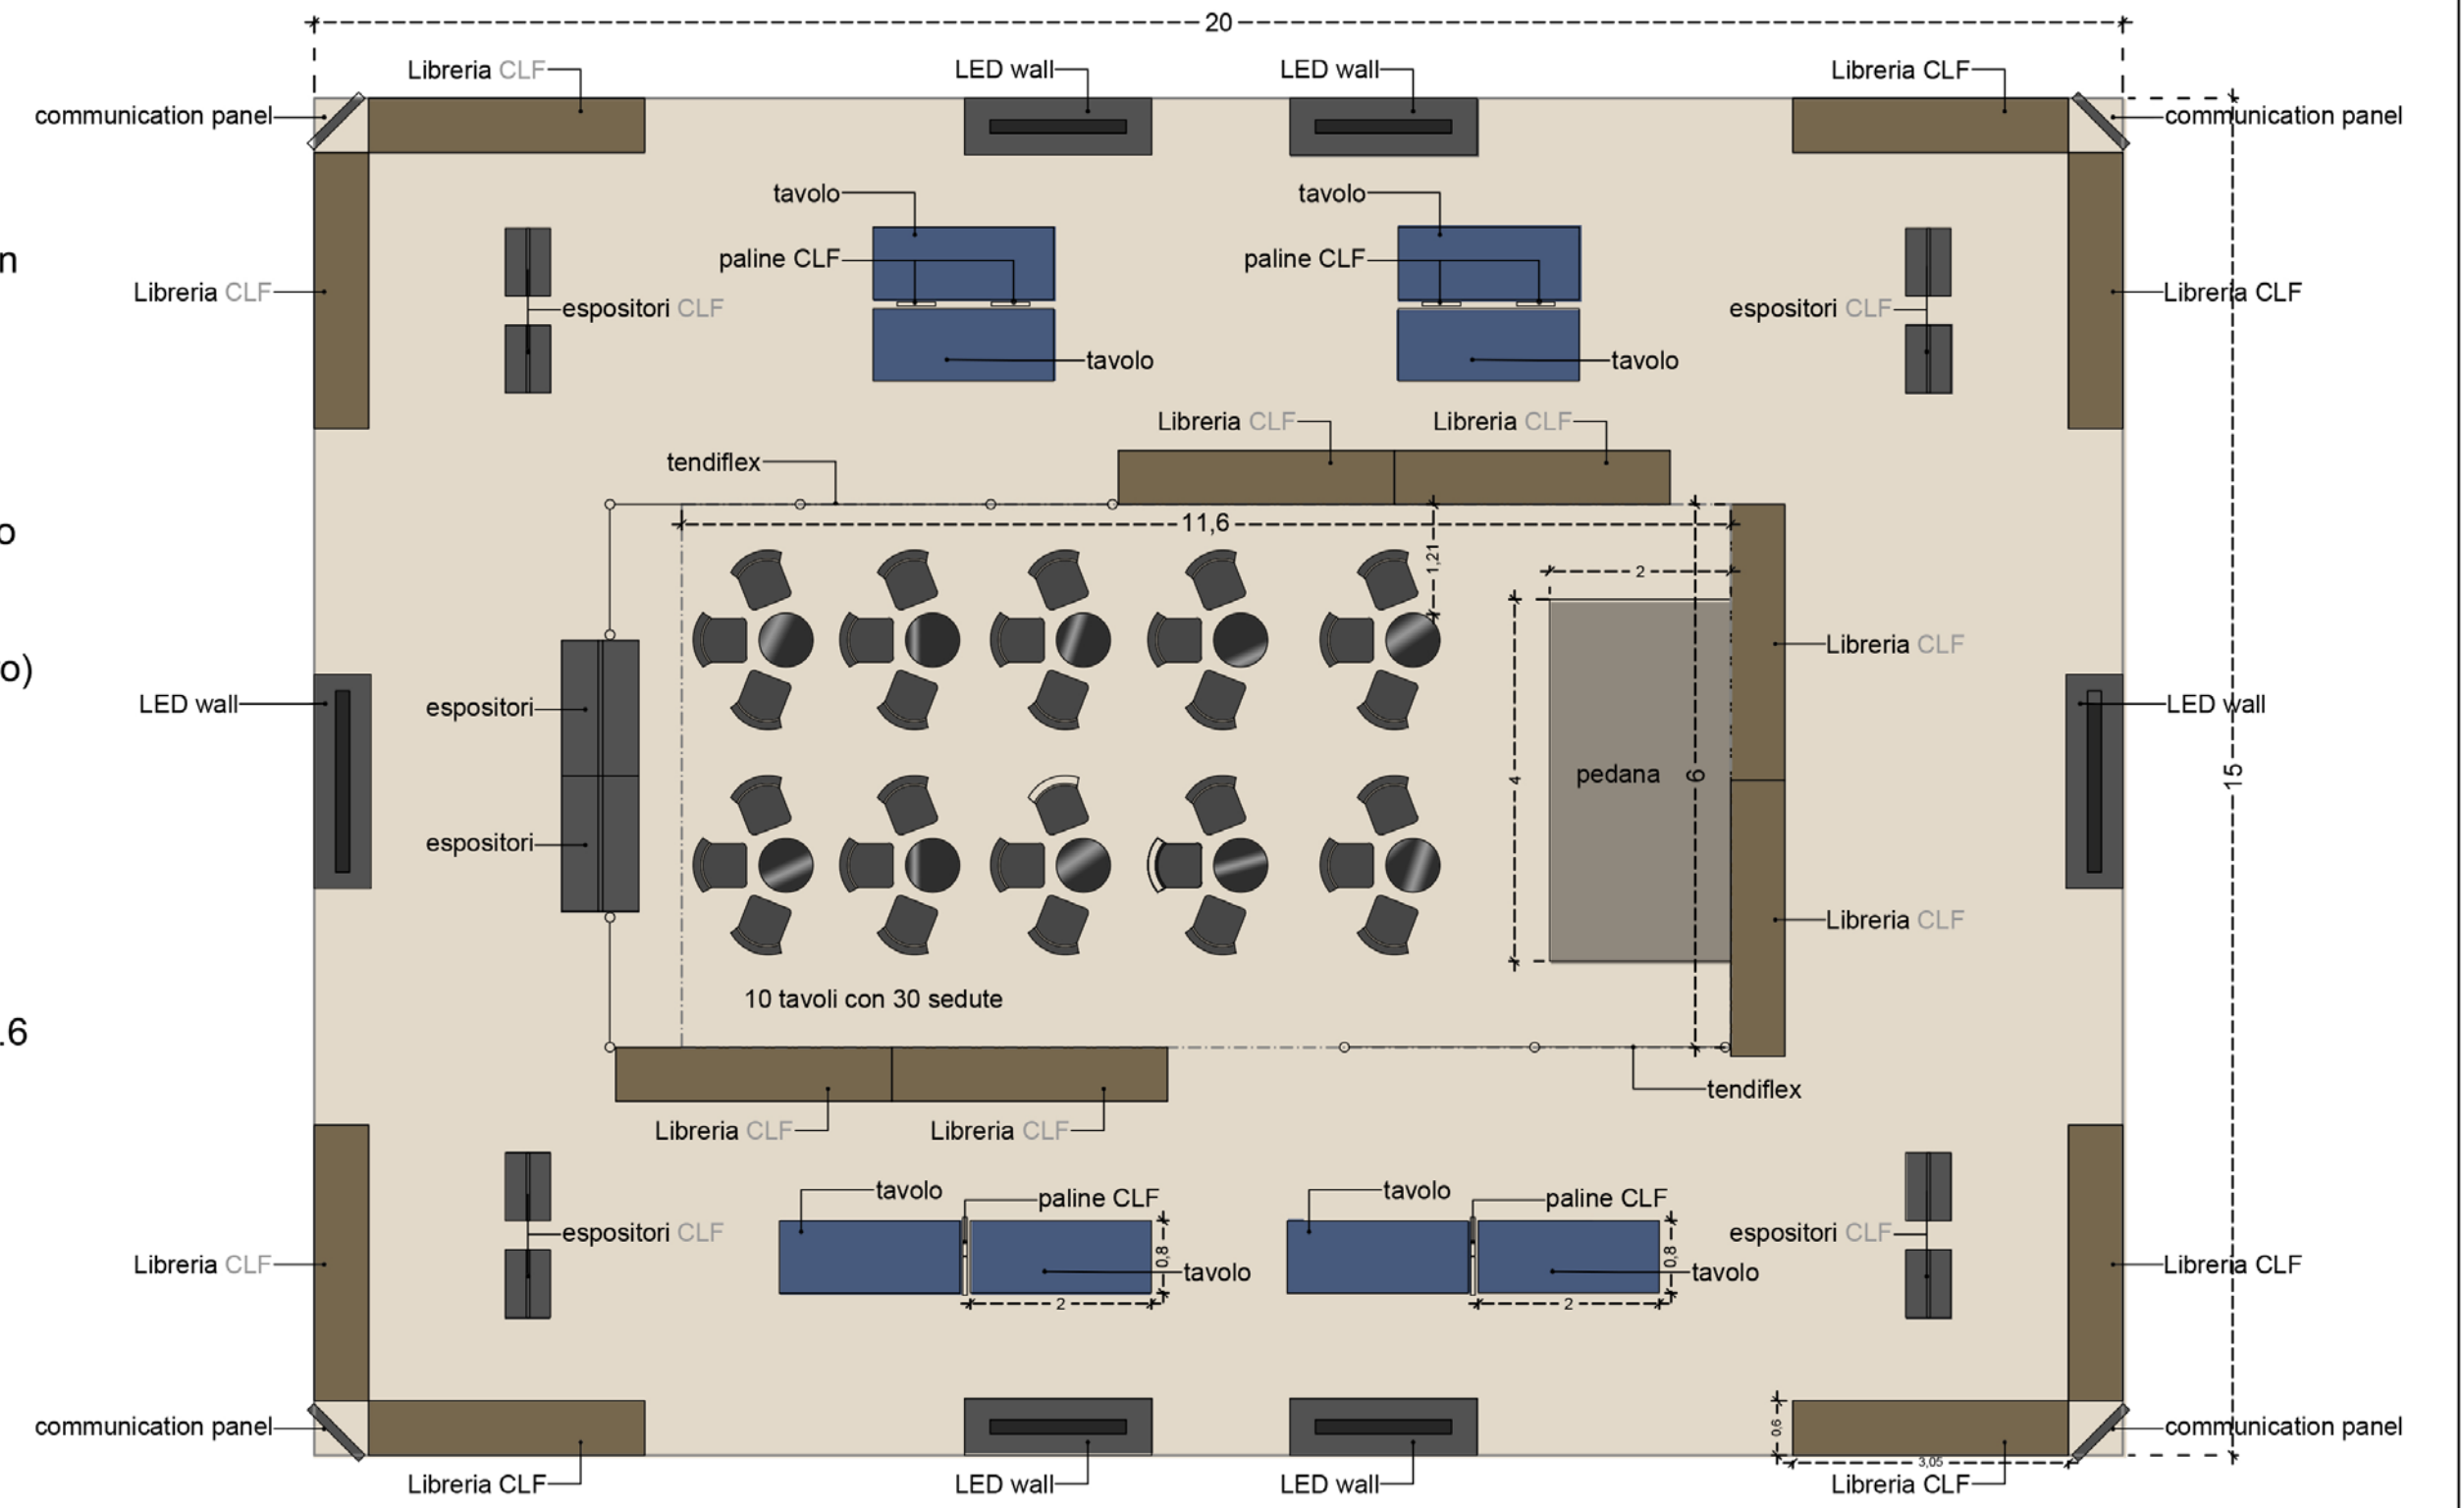 20
Libreria CLF
LED wall
LED wall
Libreria CLF
communication panel
communication panel
tavolo
tavolo
n
paline CLF
paline CLF
Libreria CLF
espositori CLF
espositori CLF
Libreria CLF
tavolo
tavolo
Libreria CLF
Libreria CLF
tendiflex
11,6
o
1,21
2
Libreria CLF
o)
LED wall
espositori
LED wall
pedana
4
6
15
espositori
Libreria CLF
10 tavoli con 30 sedute
.6
tendiflex
Libreria CLF
Libreria CLF
tavolo
paline CLF
tavolo
paline CLF
espositori CLF
espositori CLF
0,8
0,8
Libreria CLF
tavolo
tavolo
Libreria CLF
2
2
communication panel
0,6
communication panel
3,05
Libreria CLF
LED wall
LED wall
Libreria CLF